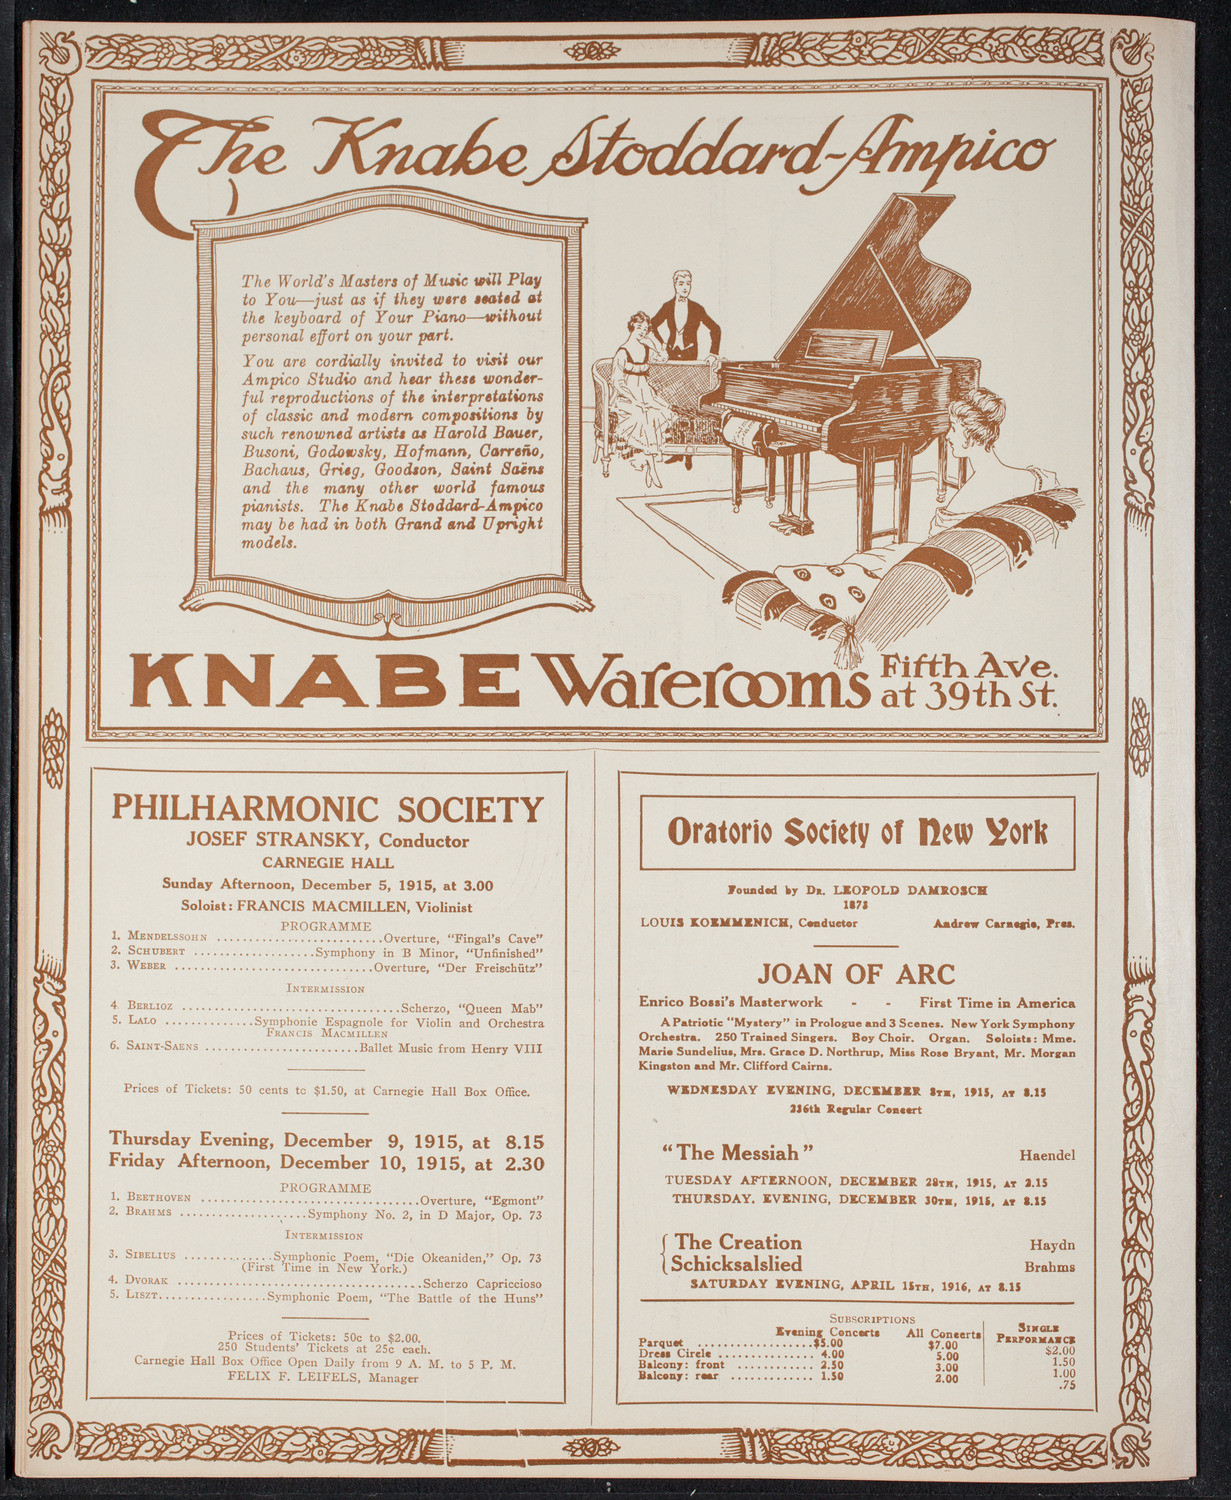 The Knabe Stoddard-Ampico
The World's Masters of Music will Play
to You—just as if they were seated at
the keyboard of Your Piano—without
personal effort on your part.
You are cordially invited to visit our
Ampico Studio and hear these wonder-
ful reproductions of the interpretations
of classic and modern compositions by
such renowned artists as Harold Bauer,
Busoni, Godowsky, Hofmann, Carreño,
Bachaus, Grieg, Goodson, Saint Saëns
and the many other world famous
pianists. The Knabe Stoddard-Ampico
may be had in both Grand and Upright
models.
KNABE Warerooms Fifth Ave.
at 39th St.
PHILHARMONIC SOCIETY
JOSEF STRANSKY, Conductor
CARNEGIE HALL
Sunday Afternoon, December 5, 1915, at 3.00
Soloist: FRANCIS MACMILLEN, Violinist
PROGRAMME
1. MENDELSSOHN ........................Overture, "Fingal's Cave"
2. SCHUBERT ..................Symphony in B Minor, "Unfinished"
3. WEBER .............................Overture, "Der Freischütz"
INTERMISSION
4. BERLIOZ ................................Scherzo, "Queen Mab"
5. LALO .............Symphonie Espagnole for Violin and Orchestra
FRANCIS MACMILLEN
6. SAINT-SAENS ......................Ballet Music from Henry VIII
Prices of Tickets: 50 cents to $1.50, at Carnegie Hall Box Office.
Thursday Evening, December 9, 1915, at 8.15
Friday Afternoon, December 10, 1915, at 2.30
PROGRAMME
1. BEETHOVEN ................................Overture, "Egmont"
2. BRAHMS ...................Symphony No. 2, in D Major, Op. 73
INTERMISSION
3. SIBELIUS .............Symphonic Poem, "Die Okeaniden," Op. 73
(First Time in New York.)
4. DVORAK ...................................Scherzo Capriccioso
5. LISZT................Symphonic Poem, "The Battle of the Huns"
Prices of Tickets: 50c to $2.00.
250 Students' Tickets at 25c each.
Carnegie Hall Box Office Open Daily from 9 A. M. to 5 P. M.
FELIX F. LEIFELS, Manager
Oratorio Society of New York
Founded by DR. LEOPOLD DAMROSCH
1873
LOUIS KOEMMENICH, Conductor Andrew Carnegie, Pres.
JOAN OF ARC
Enrico Bossi's Masterwork - - First Time in America
A Patriotic "Mystery" in Prologue and 3 Scenes. New York Symphony
Orchestra. 250 Trained Singers. Boy Choir. Organ. Soloists: Mme.
Marie Sundelius, Mrs. Grace D. Northrup, Miss Rose Bryant, Mr. Morgan
Kingston and Mr. Clifford Cairns.
WEDNESDAY EVENING, DECEMBER 8TH, 1915, AT 8.15
236th Regular Concert
"The Messiah" Haendel
TUESDAY AFTERNOON, DECEMBER 28TH, 1915, AT 2.15
THURSDAY. EVENING, DECEMBER 30TH, 1915, AT 8.15
The Creation Haydn
Schicksalslied Brahms
SATURDAY EVENING, APRIL 15TH, 1916, AT 8.15
SUBSCRIPTIONS
Evening Concerts All Concerts SINGLE PERFORMANCE
Parquet .................$5.00 $7.00 $2.00
Dress Circle .............. 4.00 5.00 1.50
Balcony: front ........... 2.50 3.00 1.00
Balcony: rear ............ 1.50 2.00 .75